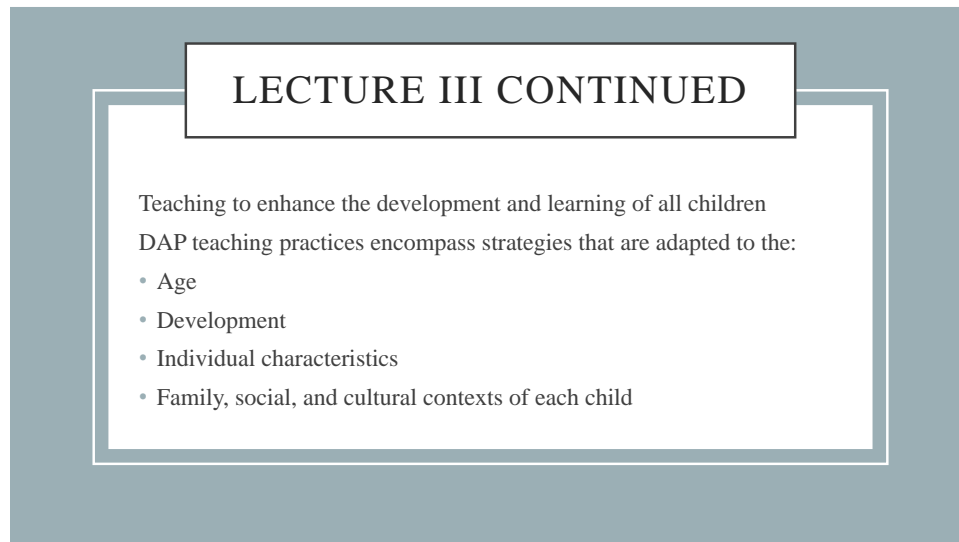 LECTURE III CONTINUED
Teaching to enhance the development and learning of all children
DAP teaching practices encompass strategies that are adapted to the:
• Age
• Development
• Individual characteristics
• Family, social, and cultural contexts of each child